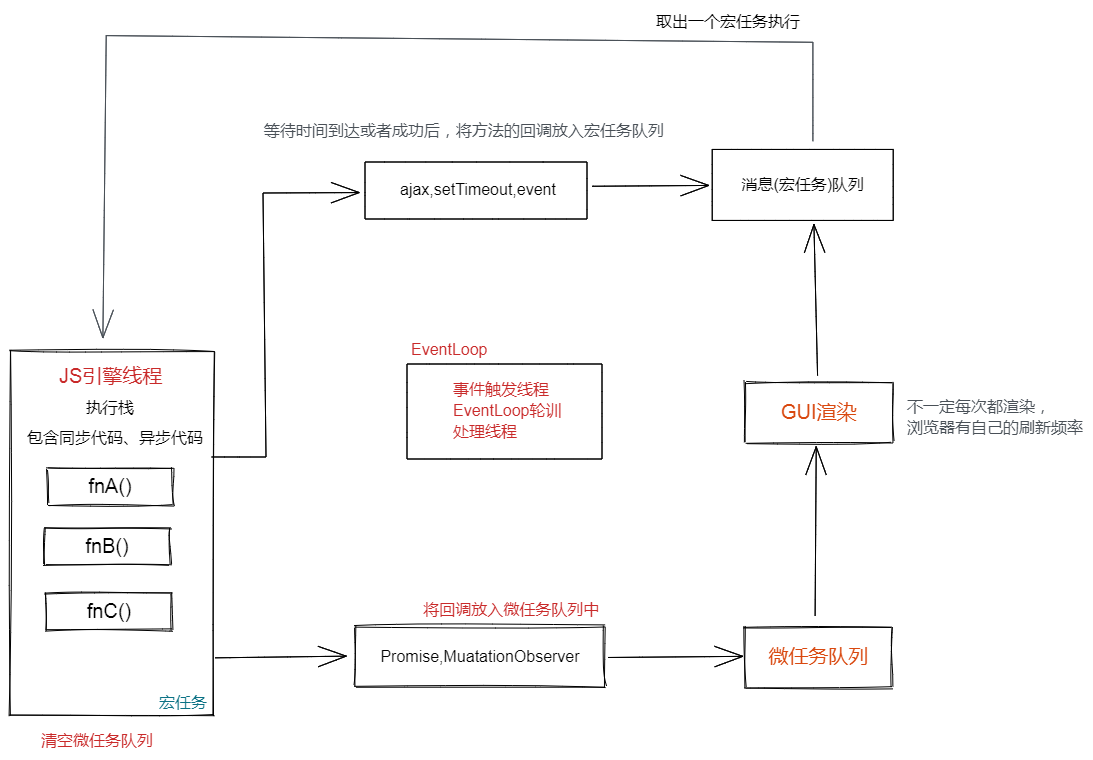 取出一个宏任务执行
等待时间到达或者成功后，将方法的回调放入宏任务队列
ajax,setTimeout,event
消息(宏任务)队列
JS引擎线程
执行栈
包含同步代码、异步代码
fnA()
fnB()
fnC()
宏任务
清空微任务队列
EventLoop
事件触发线程
EventLoop轮训
处理线程
GUI渲染
不一定每次都渲染，
浏览器有自己的刷新频率
将回调放入微任务队列中
Promise,MuatationObserver
微任务队列